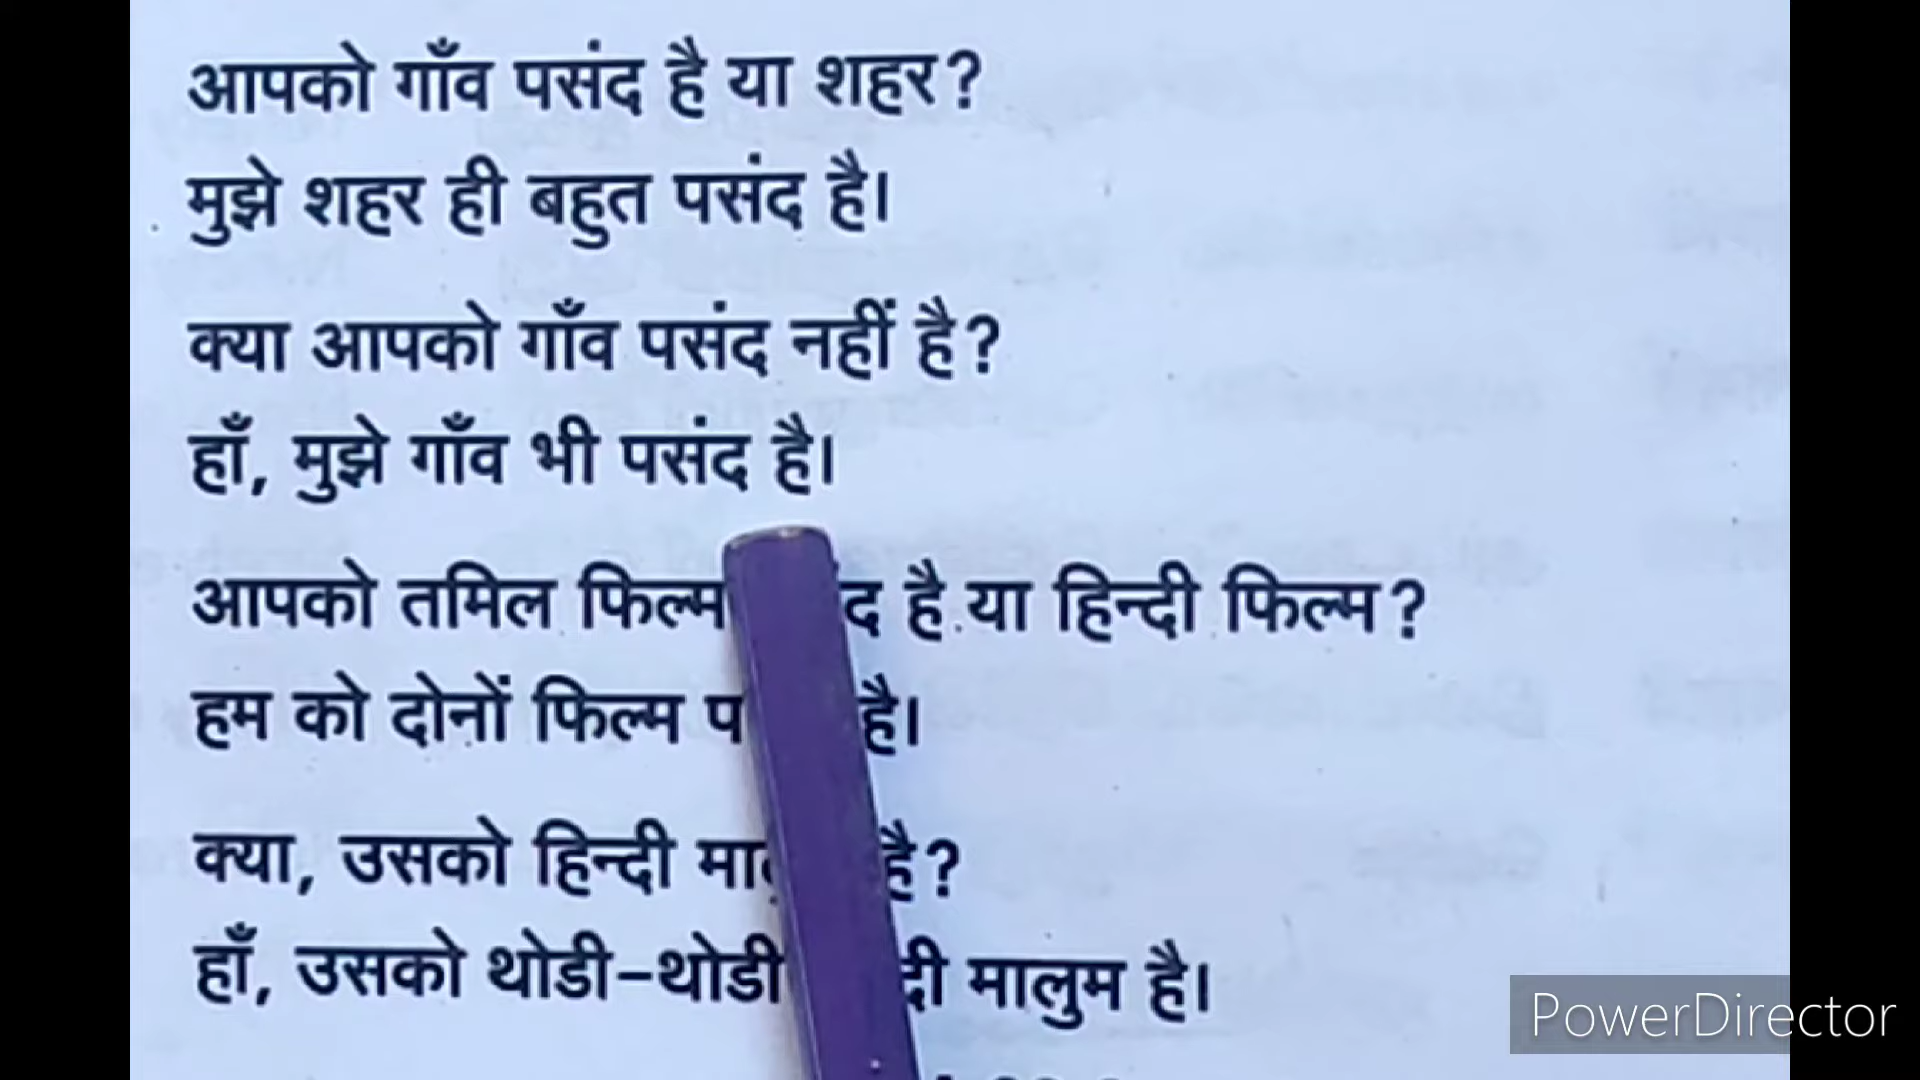 आपको गाँव पसंद है या शहर?
मुझे शहर ही बहुत पसंद है।
क्या आपको गाँव पसंद नहीं है?
हाँ, मुझे गाँव भी पसंद है।
आपको तमिल फिल्म है या हिन्दी फिल्म?
हम को दोनों फिल्म है।
क्या, उसको हिन्दी है?
हाँ, उसको थोडी-थोडी मालुम है।
PowerDirector